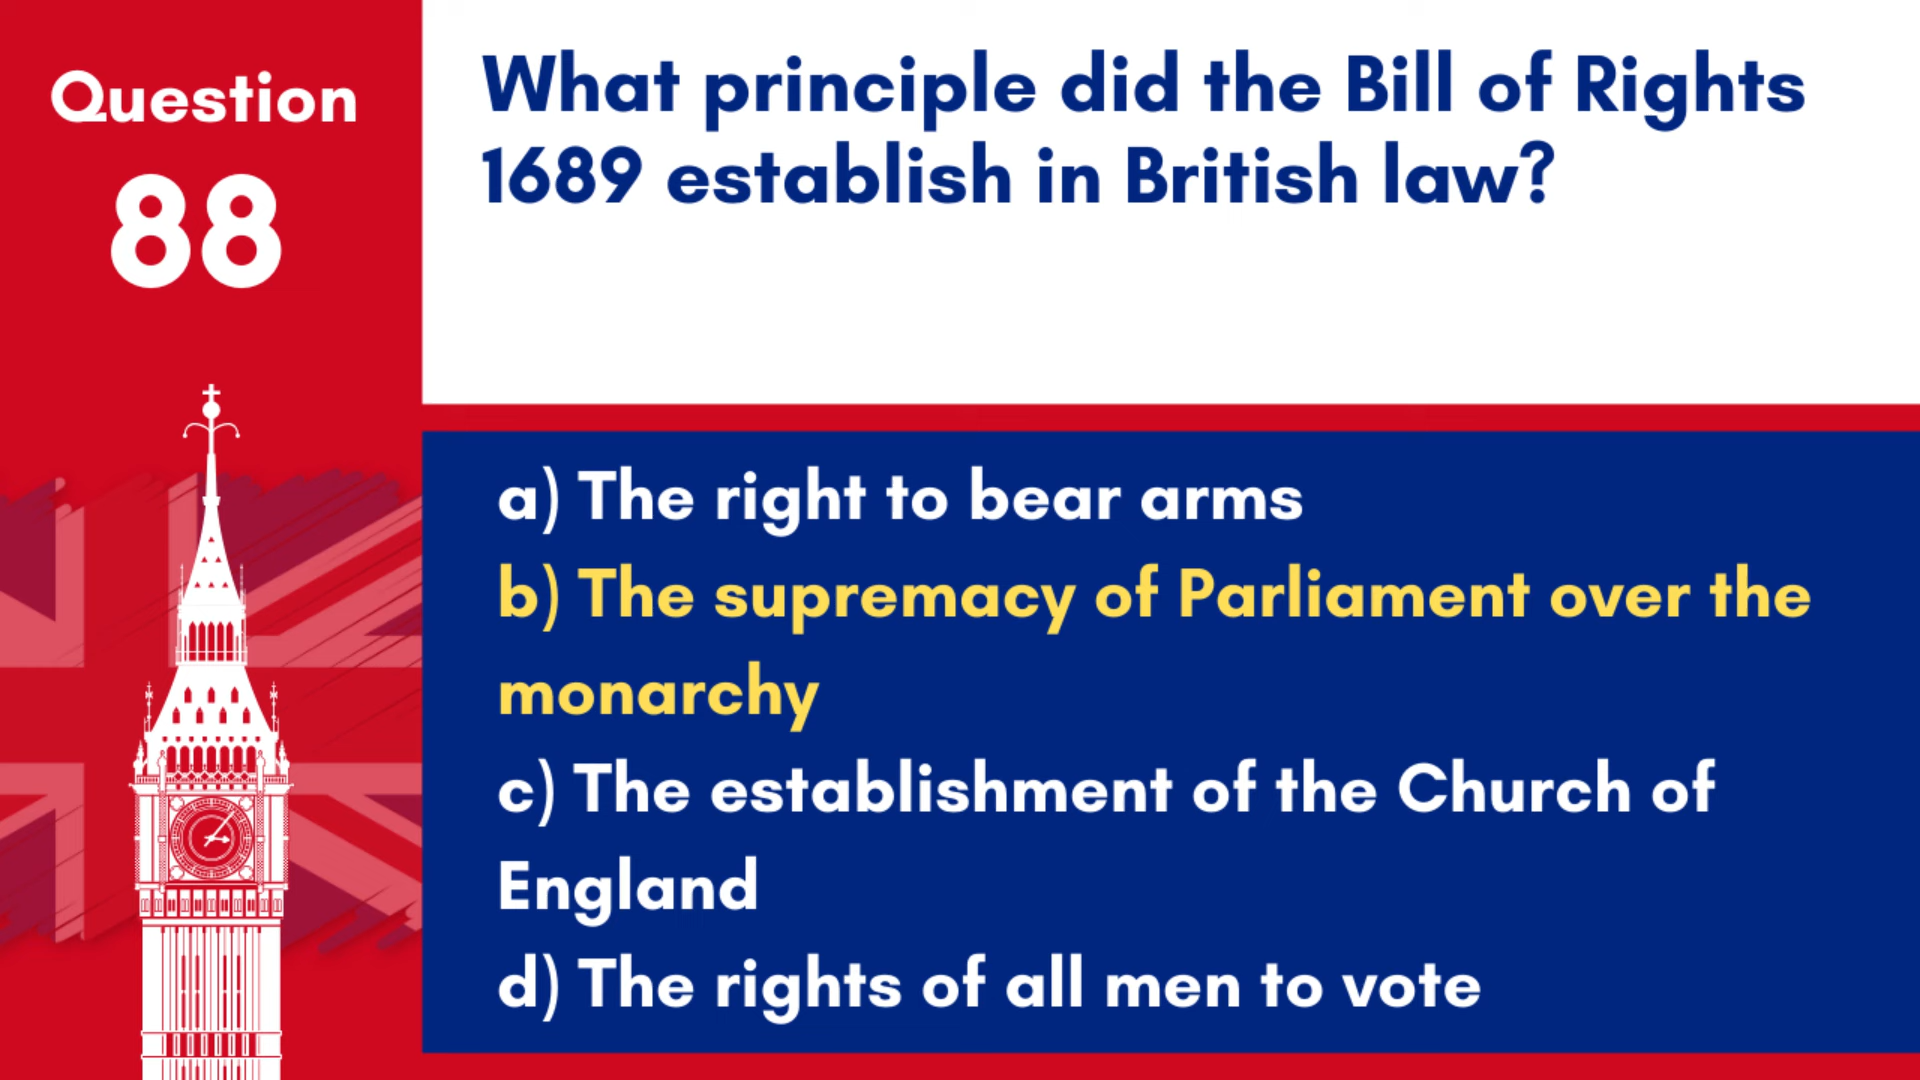 Question
88
What principle did the Bill of Rights
1689 establish in British law?
a) The right to bear arms
b) The supremacy of Parliament over the
monarchy
c) The establishment of the Church of
England
d) The rights of all men to vote